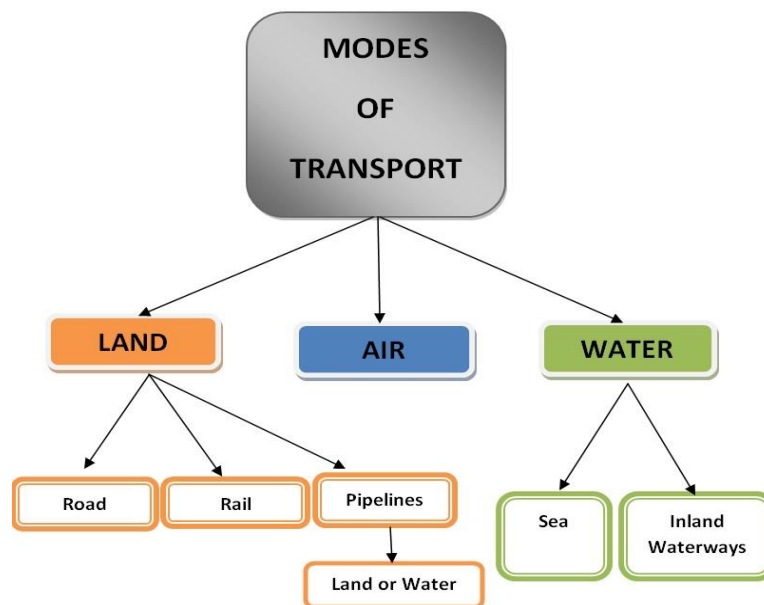 MODES
OF
TRANSPORT
LAND
AIR
WATER
Road
Rail
Pipelines
Sea
Inland
Waterways
Land or Water